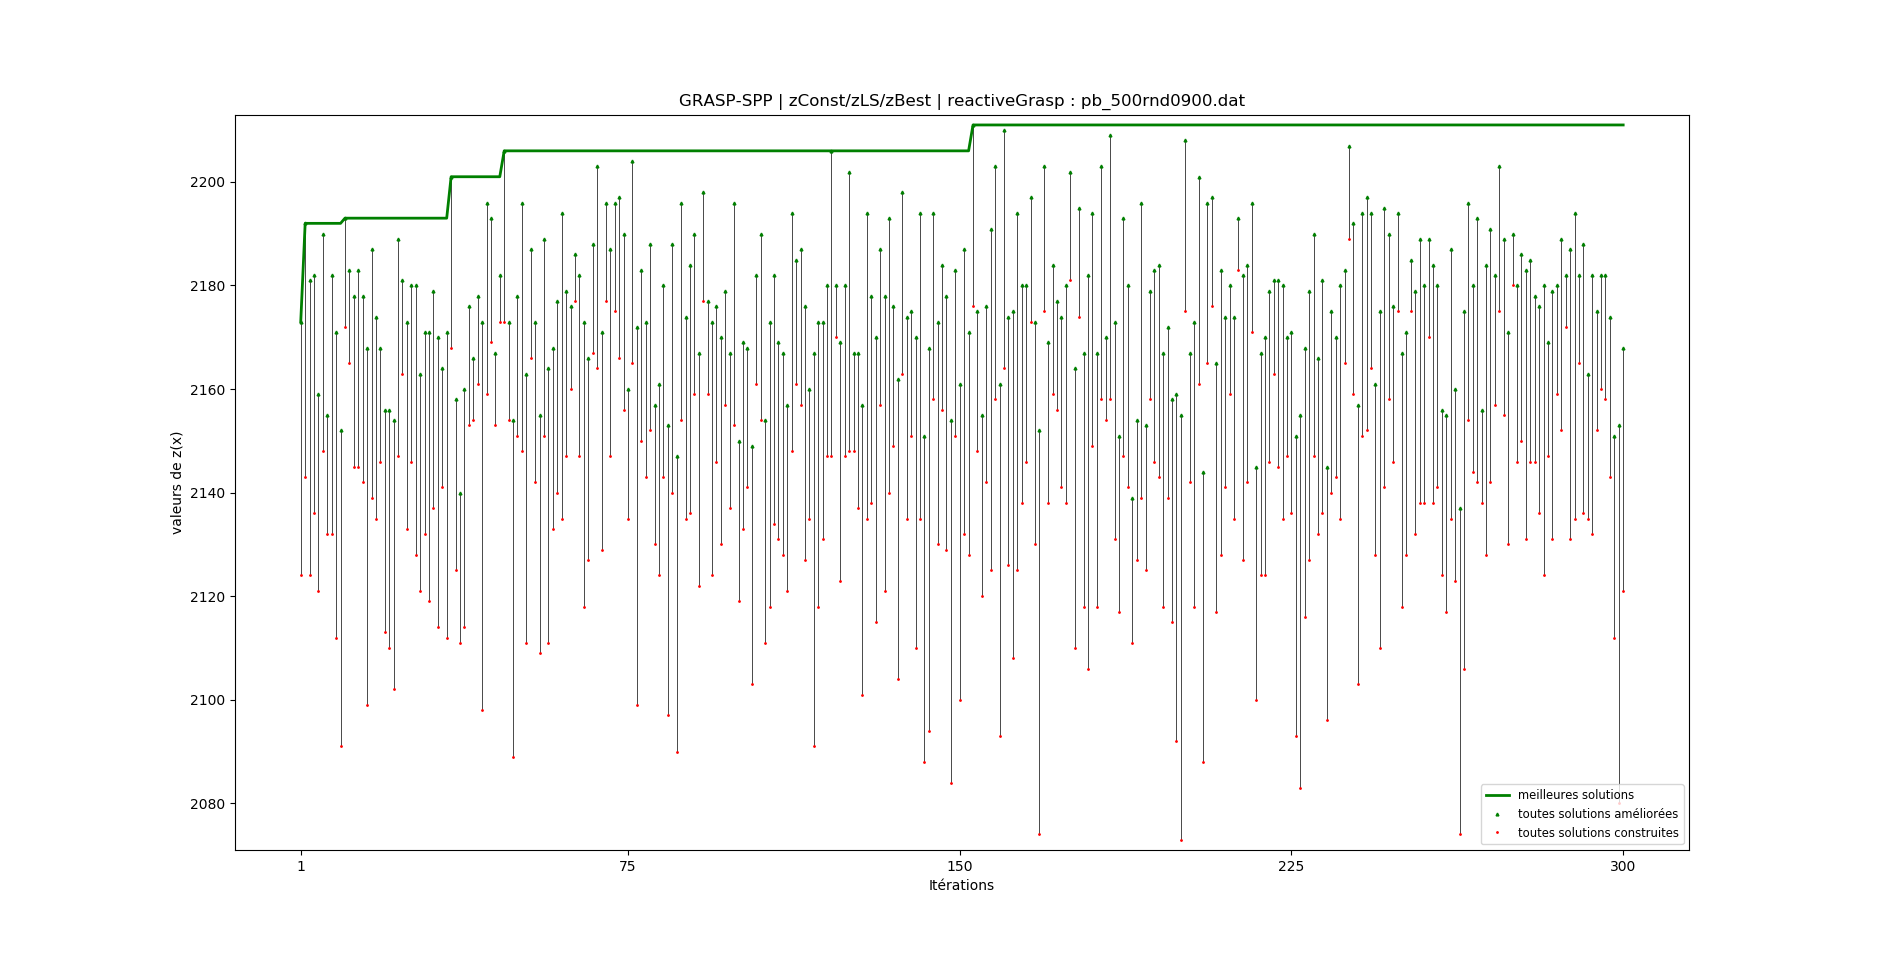 GRASP-SPP | zConst/zLS/zBest | reactiveGrasp : pb_500rnd0900.dat
valeurs de z(x)
2200
2180
2160
2140
2120
2100
2080
1 75 150 225 300
Itérations
meilleures solutions
toutes solutions améliorées
toutes solutions construites